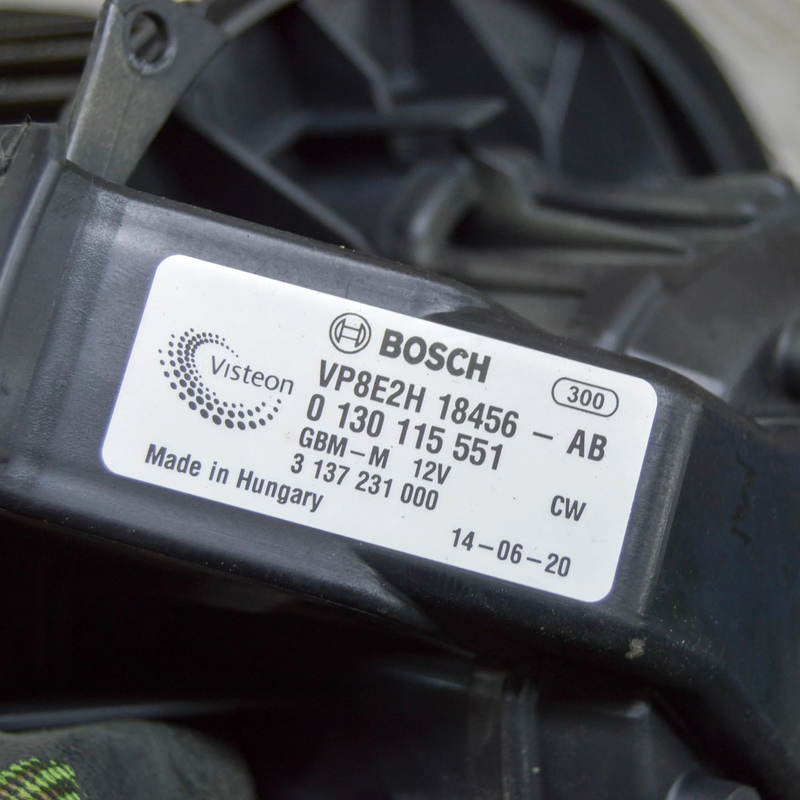 BOSCH
Visteon
VP8E2H 18456 - AB
300
0 130 115 551
GBM-M 12V
3 137 231 000
CW
Made in Hungary
14-06-20